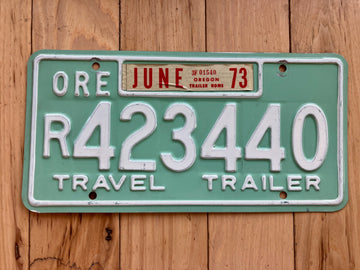 ORE
JUNE 73
OREGON
TRAILER HOME
R423440
TRAVEL TRAILER